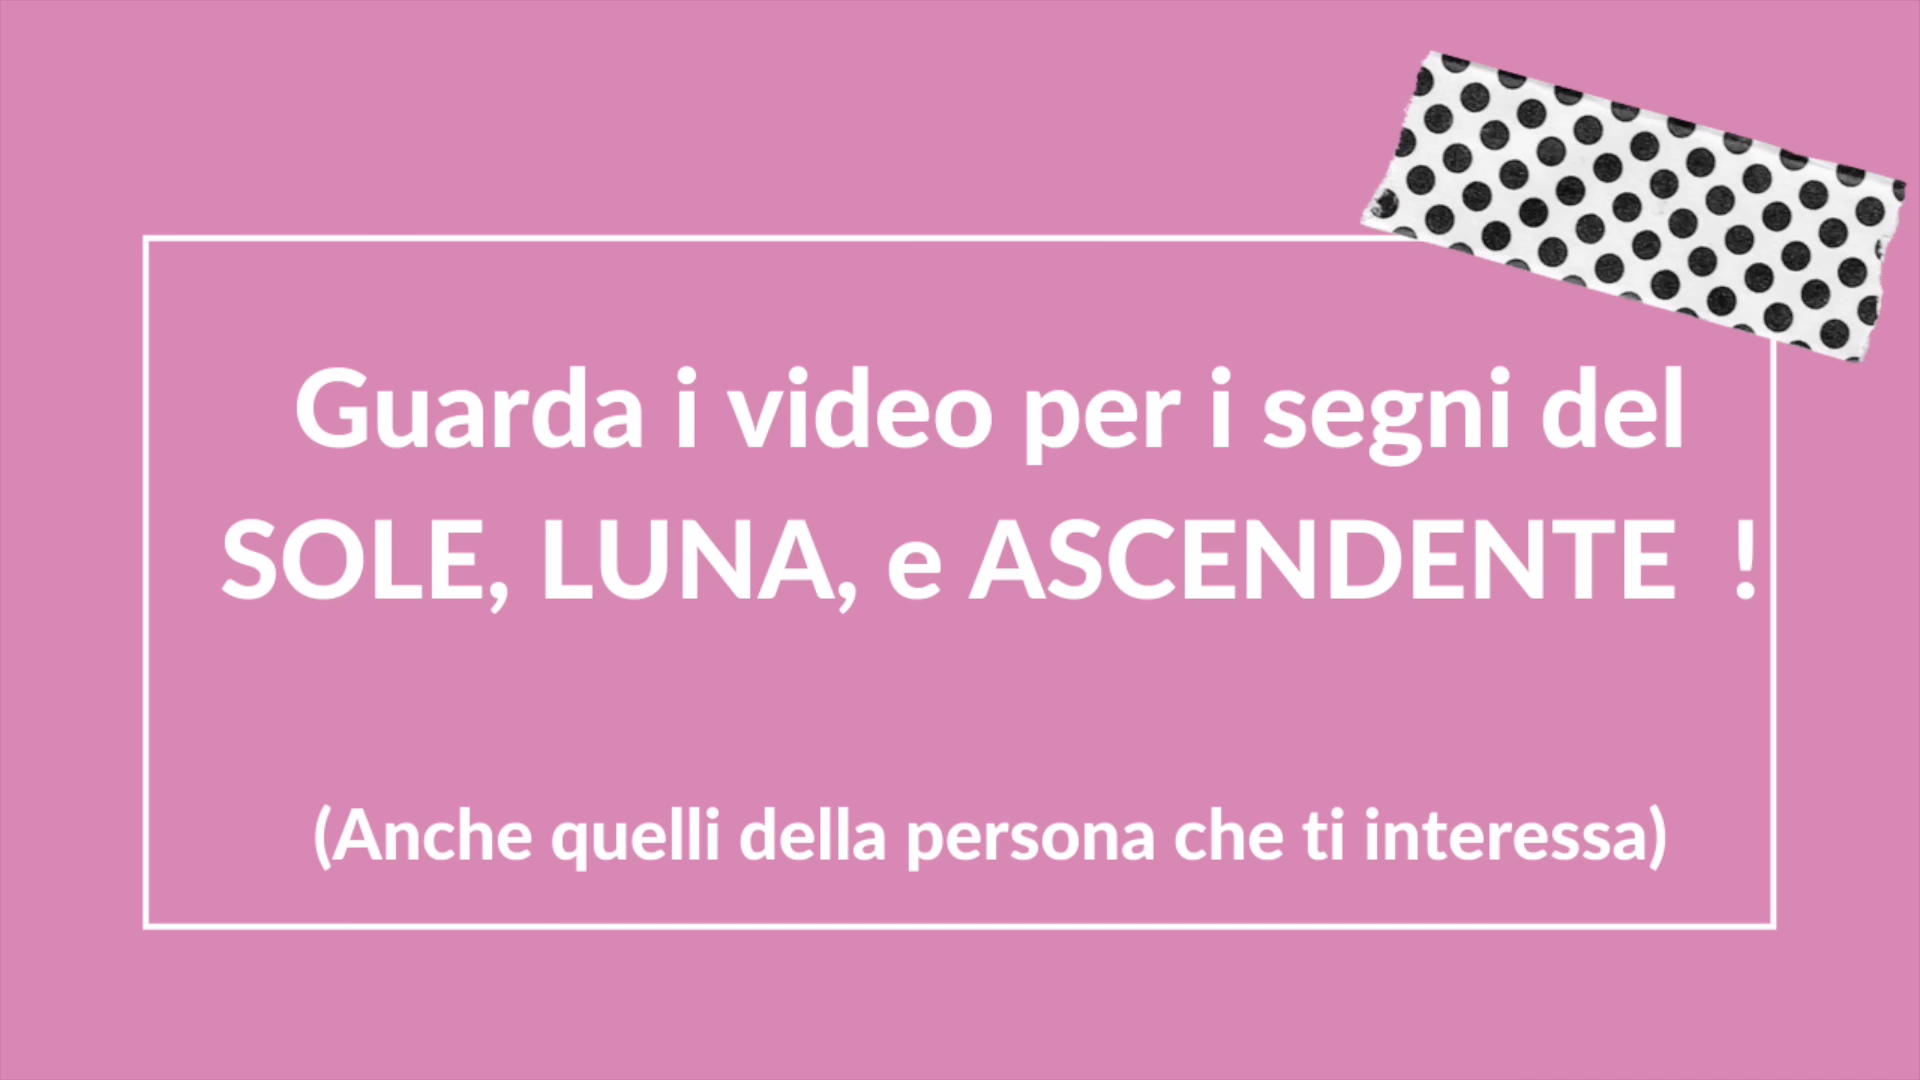 Guarda i video per i segni del
SOLE, LUNA, e ASCENDENTE !
(Anche quelli della persona che ti interessa)